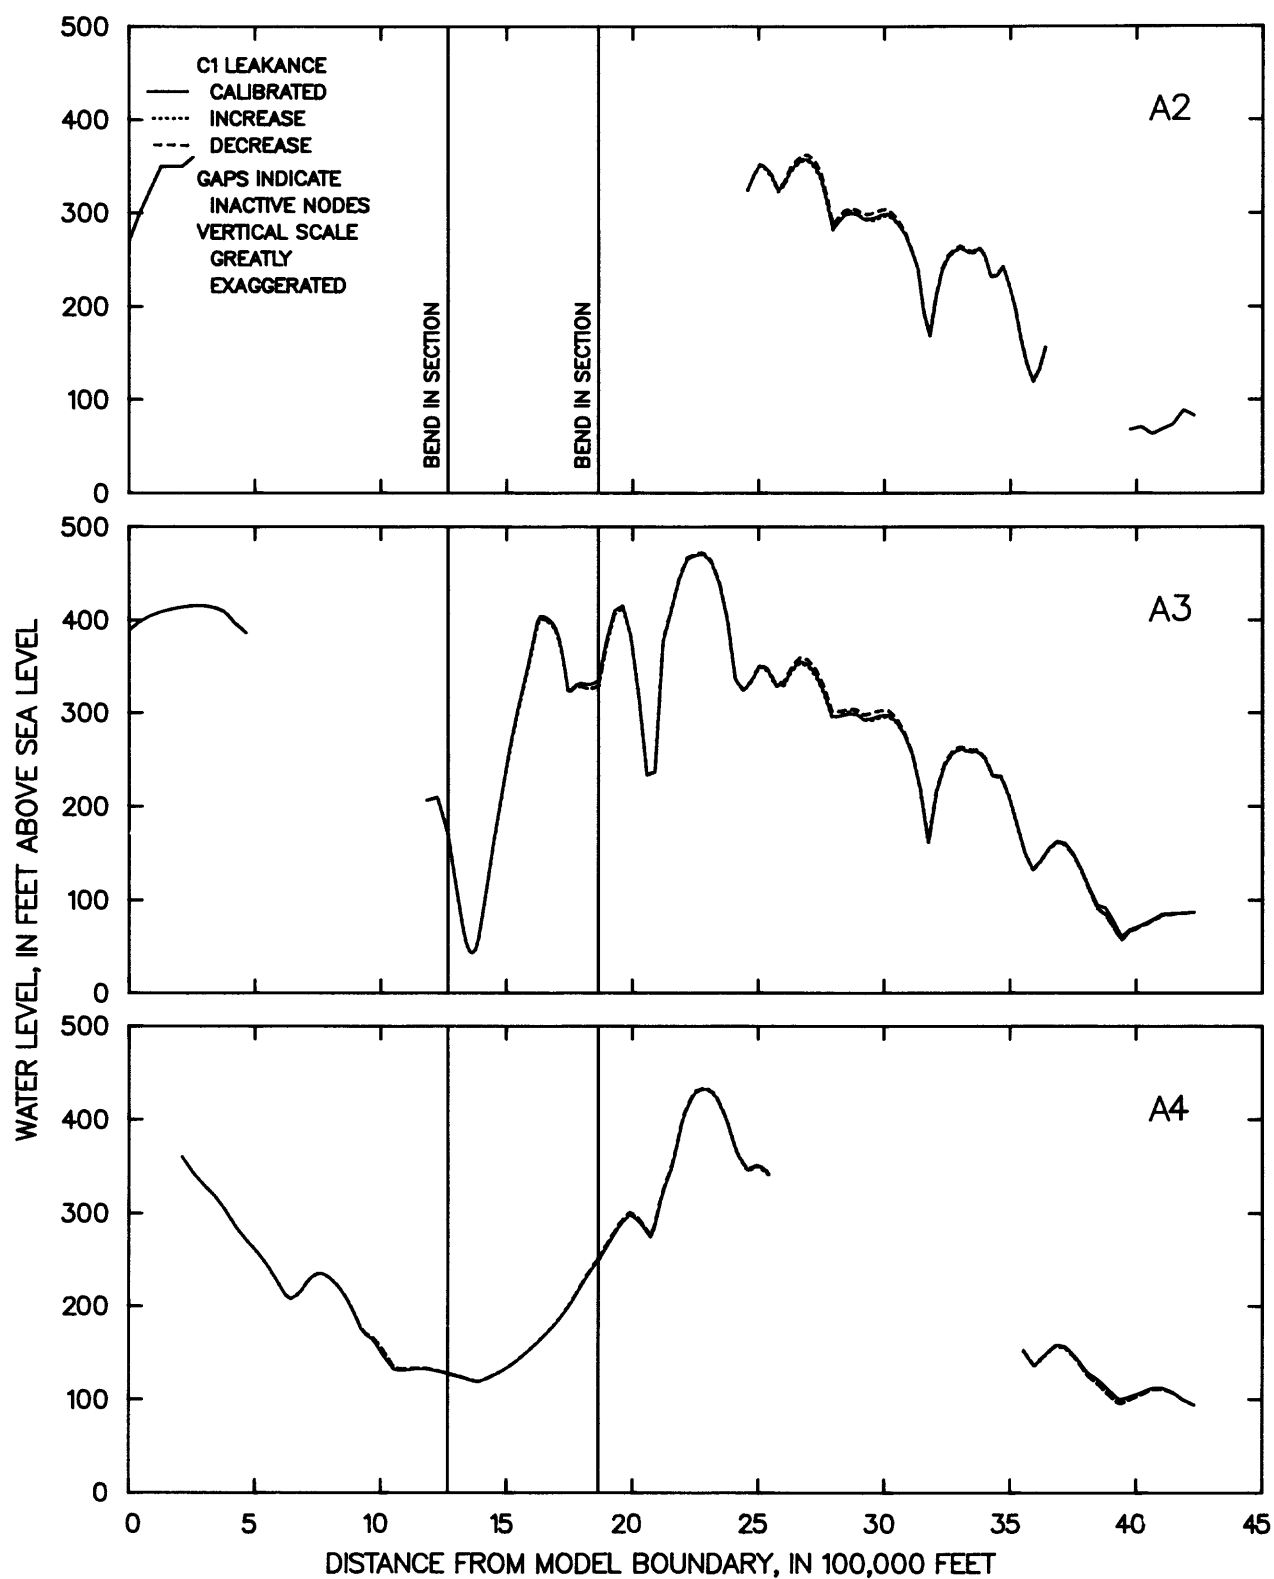 500
400
300
200
100
0
C1 LEAKANCE
CALIBRATED
INCREASE
DECREASE
GAPS INDICATE
INACTIVE NODES
VERTICAL SCALE
GREATLY
EXAGGERATED
BEND IN SECTION
BEND IN SECTION
A2
500
400
300
200
100
0
A3
WATER LEVEL, IN FEET ABOVE SEA LEVEL
500
400
300
200
100
0
A4
0 5 10 15 20 25 30 35 40 45
DISTANCE FROM MODEL BOUNDARY, IN 100,000 FEET